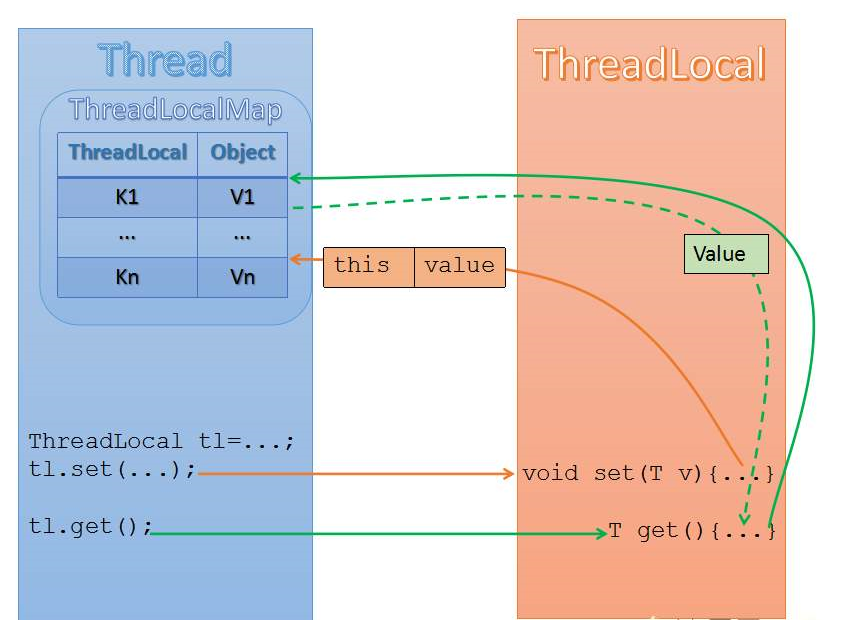 Thread
ThreadLocalMap
ThreadLocal Object
K1 V1
... ...
Kn Vn
ThreadLocal tl=...;
tl.set(...);
tl.get();
this value
ThreadLocal
Value
void set(T v){...}
T get(){...}